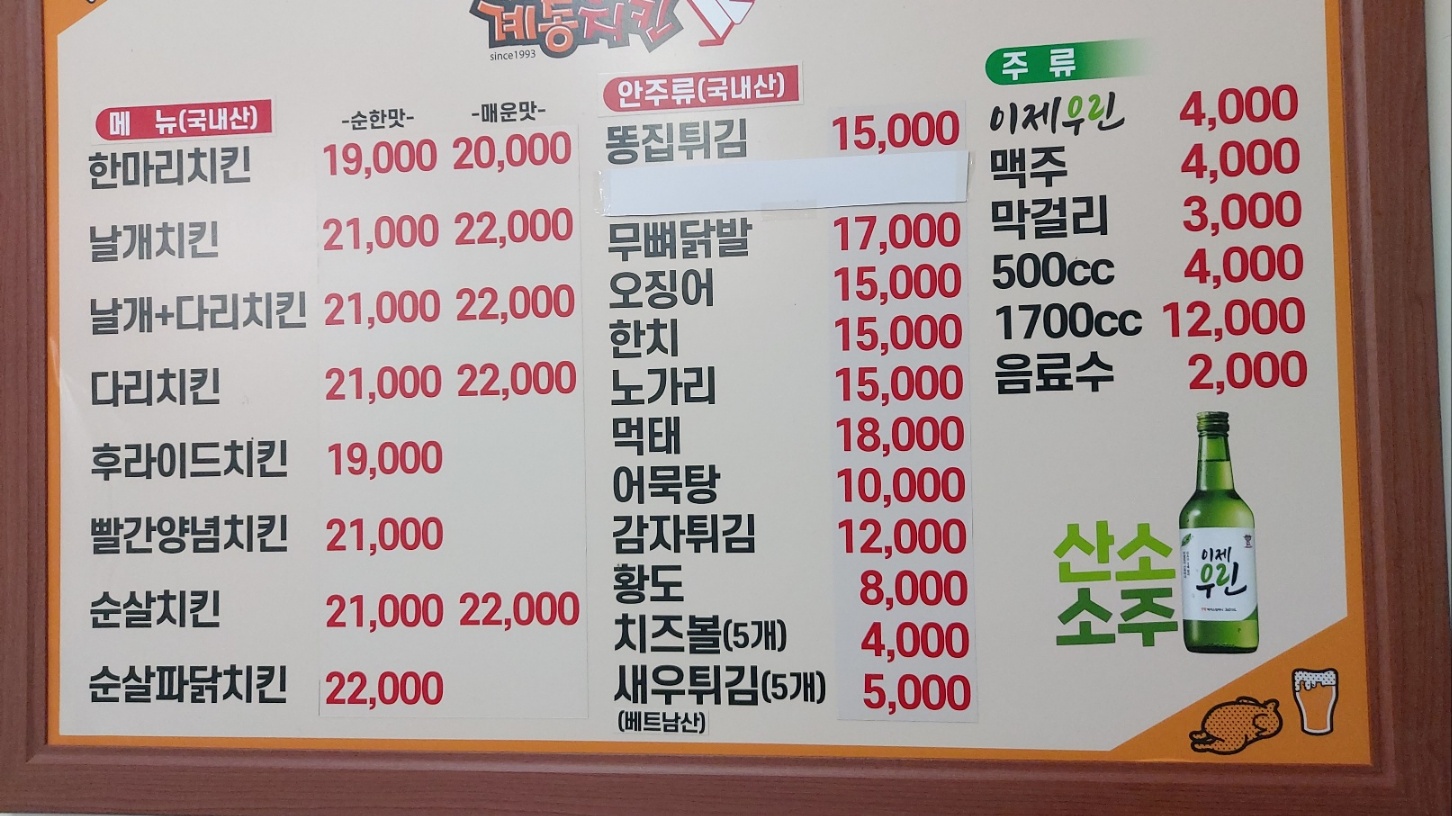 계동치킨
since1993
메 뉴(국내산)
-순한맛- -매운맛-
한마리치킨 19,000 20,000
날개치킨 21,000 22,000
날개+다리치킨 21,000 22,000
다리치킨 21,000 22,000
후라이드치킨 19,000
빨간양념치킨 21,000
순살치킨 21,000 22,000
순살파닭치킨 22,000
안주류(국내산)
똥집튀김 15,000
무뼈닭발 17,000
오징어 15,000
한치 15,000
노가리 15,000
먹태 18,000
어묵탕 10,000
감자튀김 12,000
황도 8,000
치즈볼(5개) 4,000
새우튀김(5개) 5,000
(베트남산)
주 류
이제우린 4,000
맥주 4,000
막걸리 3,000
500cc 4,000
1700cc 12,000
음료수 2,000
산소
소주
이제
우린